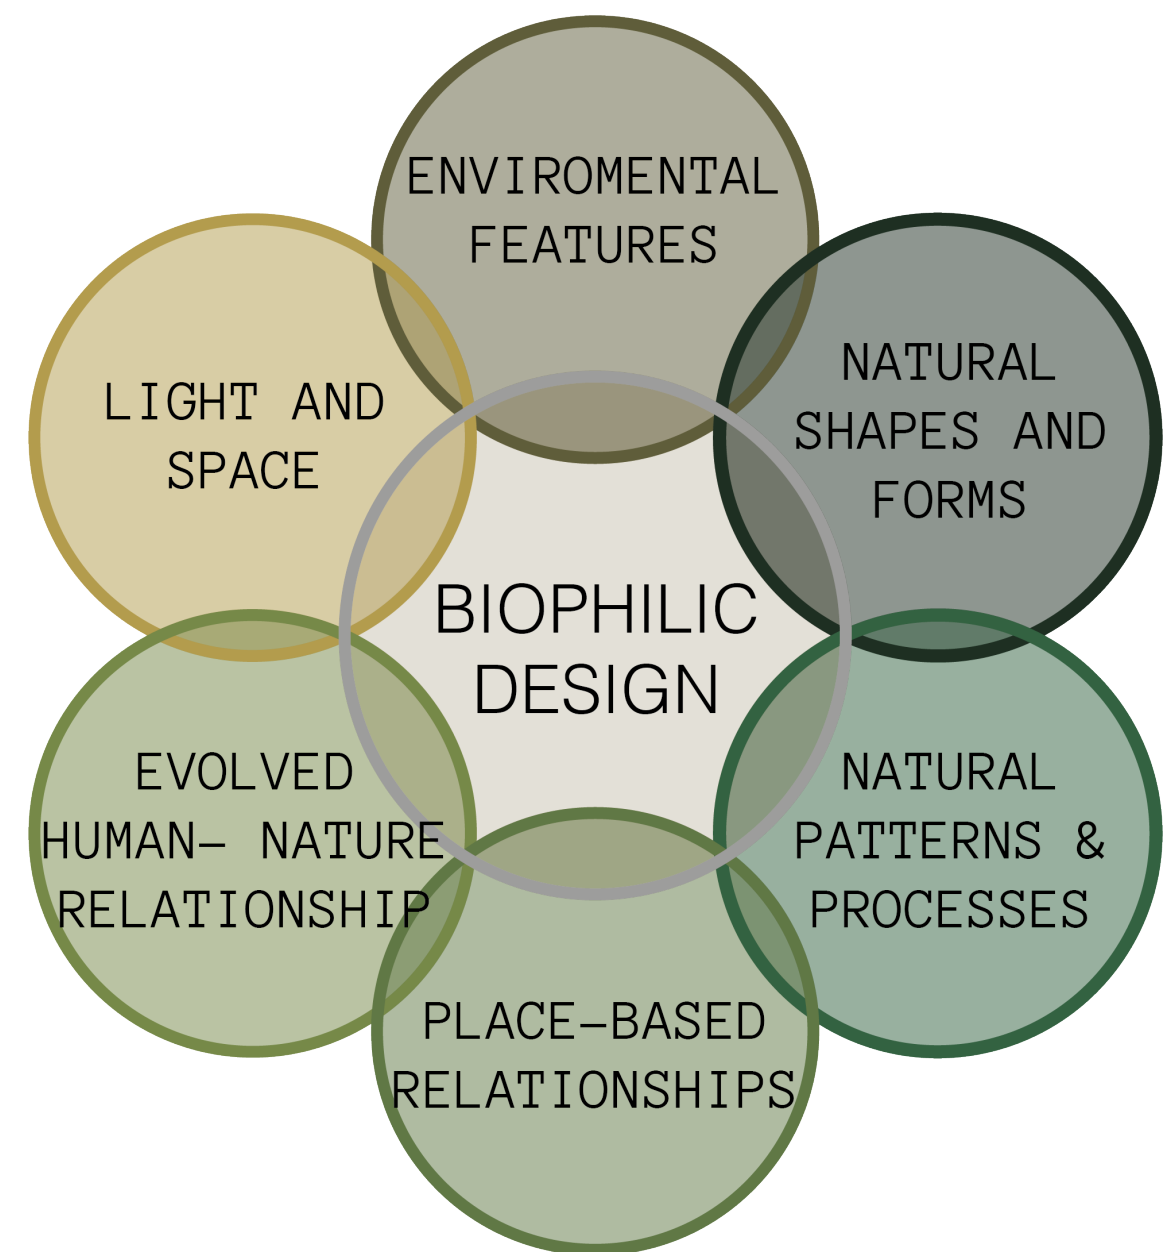 ENVIROMENTAL
FEATURES
LIGHT AND
SPACE
NATURAL
SHAPES AND
FORMS
BIOPHILIC
DESIGN
EVOLVED
HUMAN– NATURE
RELATIONSHIP
NATURAL
PATTERNS &
PROCESSES
PLACE–BASED
RELATIONSHIPS